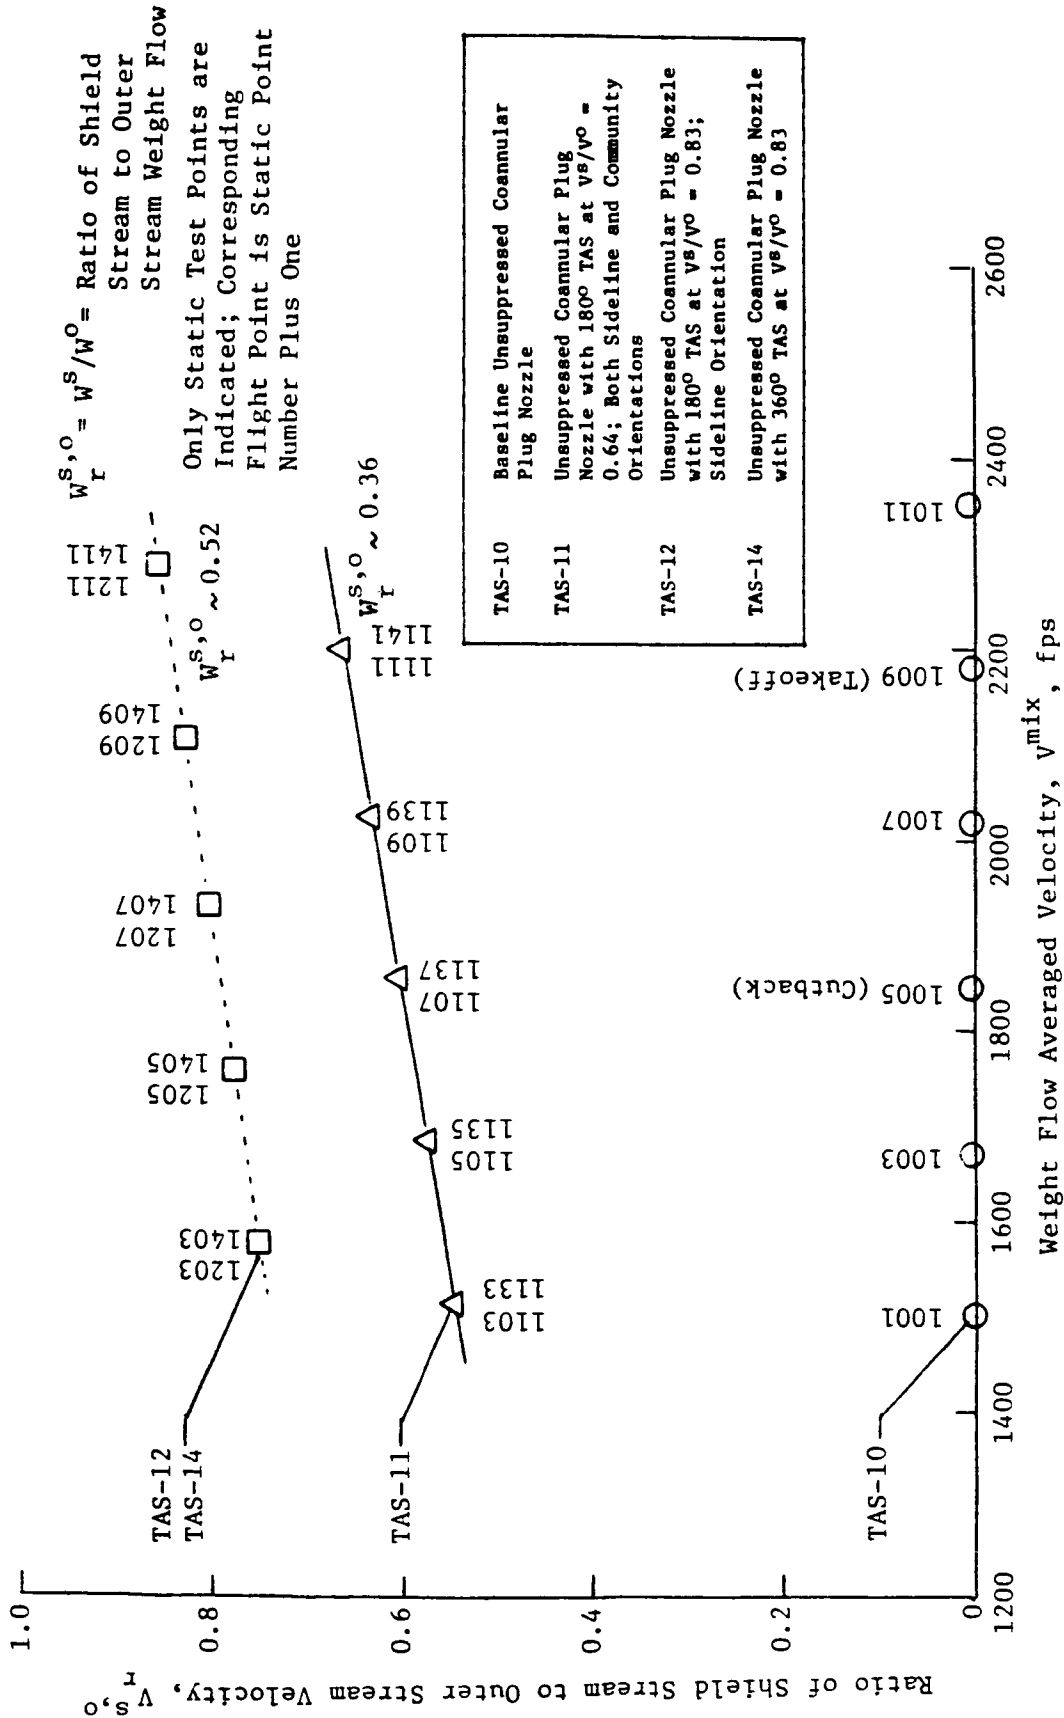 W_r^{s,o} = W^s/W^o = Ratio of Shield
Stream to Outer
Stream Weight Flow
Only Static Test Points are
Indicated; Corresponding
Flight Point is Static Point
Number Plus One
TAS-12
TAS-14
1403
1203
1405
1205
1407
1207
1409
1209
1411
1211
W_r^{s,o} ~ 0.52
TAS-11
1133
1103
1135
1105
1137
1107
1139
1109
1141
1111
W_r^{s,o} ~ 0.36
TAS-10 Baseline Unsuppressed Coannular
Plug Nozzle
TAS-11 Unsuppressed Coannular Plug
Nozzle with 180° TAS at V^s/V^o =
0.64; Both Sideline and Community
Orientations
TAS-12 Unsuppressed Coannular Plug Nozzle
with 180° TAS at V^s/V^o = 0.83;
Sideline Orientation
TAS-14 Unsuppressed Coannular Plug Nozzle
with 360° TAS at V^s/V^o = 0.83
TAS-10
1001
1003
1005 (Cutback)
1007
1009 (Takeoff)
1011
1.0
0.8
0.6
0.4
0.2
0
Ratio of Shield Stream to Outer Stream Velocity, V_r^{s,o}
1200 1400 1600 1800 2000 2200 2400 2600
Weight Flow Averaged Velocity, V^{mix}, fps